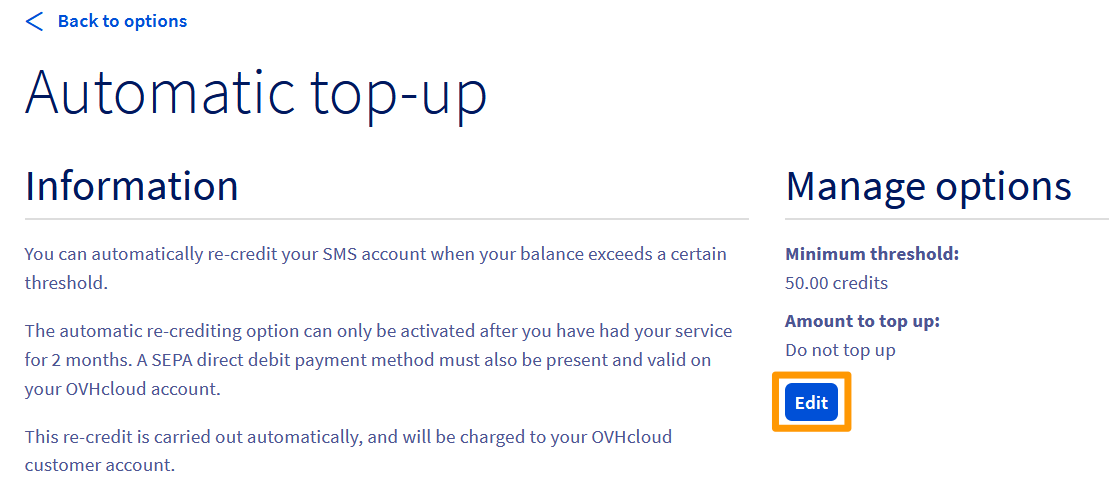 Back to options
Automatic top-up
Information
You can automatically re-credit your SMS account when your balance exceeds a certain
threshold.
The automatic re-crediting option can only be activated after you have had your service
for 2 months. A SEPA direct debit payment method must also be present and valid on
your OVHcloud account.
This re-credit is carried out automatically, and will be charged to your OVHcloud
customer account.
Manage options
Minimum threshold:
50.00 credits
Amount to top up:
Do not top up
Edit